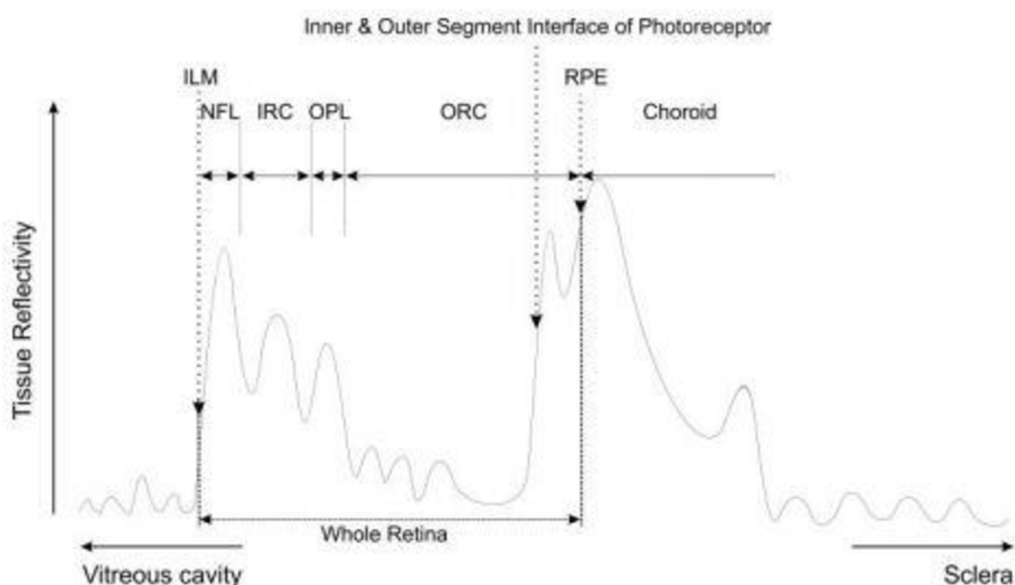 Inner & Outer Segment Interface of Photoreceptor
ILM
RPE
NFL
IRC
OPL
ORC
Choroid
Tissue Reflectivity
Whole Retina
Vitreous cavity
Sclera